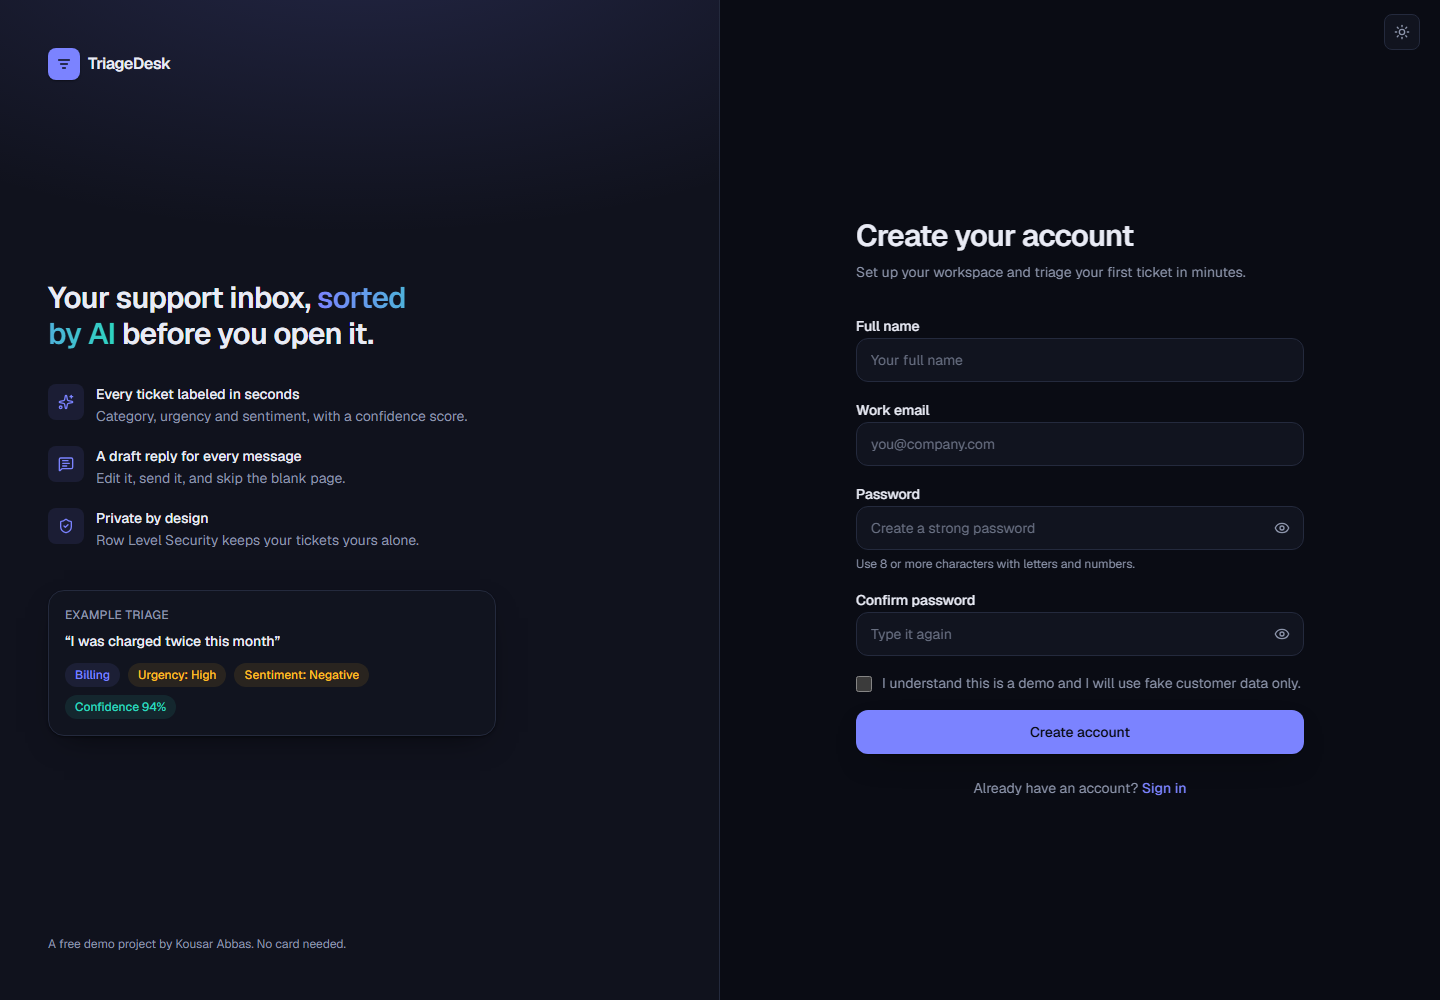 TriageDesk
Your support inbox, sorted
by AI before you open it.
Every ticket labeled in seconds
Category, urgency and sentiment, with a confidence score.
A draft reply for every message
Edit it, send it, and skip the blank page.
Private by design
Row Level Security keeps your tickets yours alone.
EXAMPLE TRIAGE
“I was charged twice this month”
Billing Urgency: High Sentiment: Negative
Confidence 94%
A free demo project by Kousar Abbas. No card needed.
Create your account
Set up your workspace and triage your first ticket in minutes.
Full name
Your full name
Work email
you@company.com
Password
Create a strong password
Use 8 or more characters with letters and numbers.
Confirm password
Type it again
I understand this is a demo and I will use fake customer data only.
Create account
Already have an account? Sign in